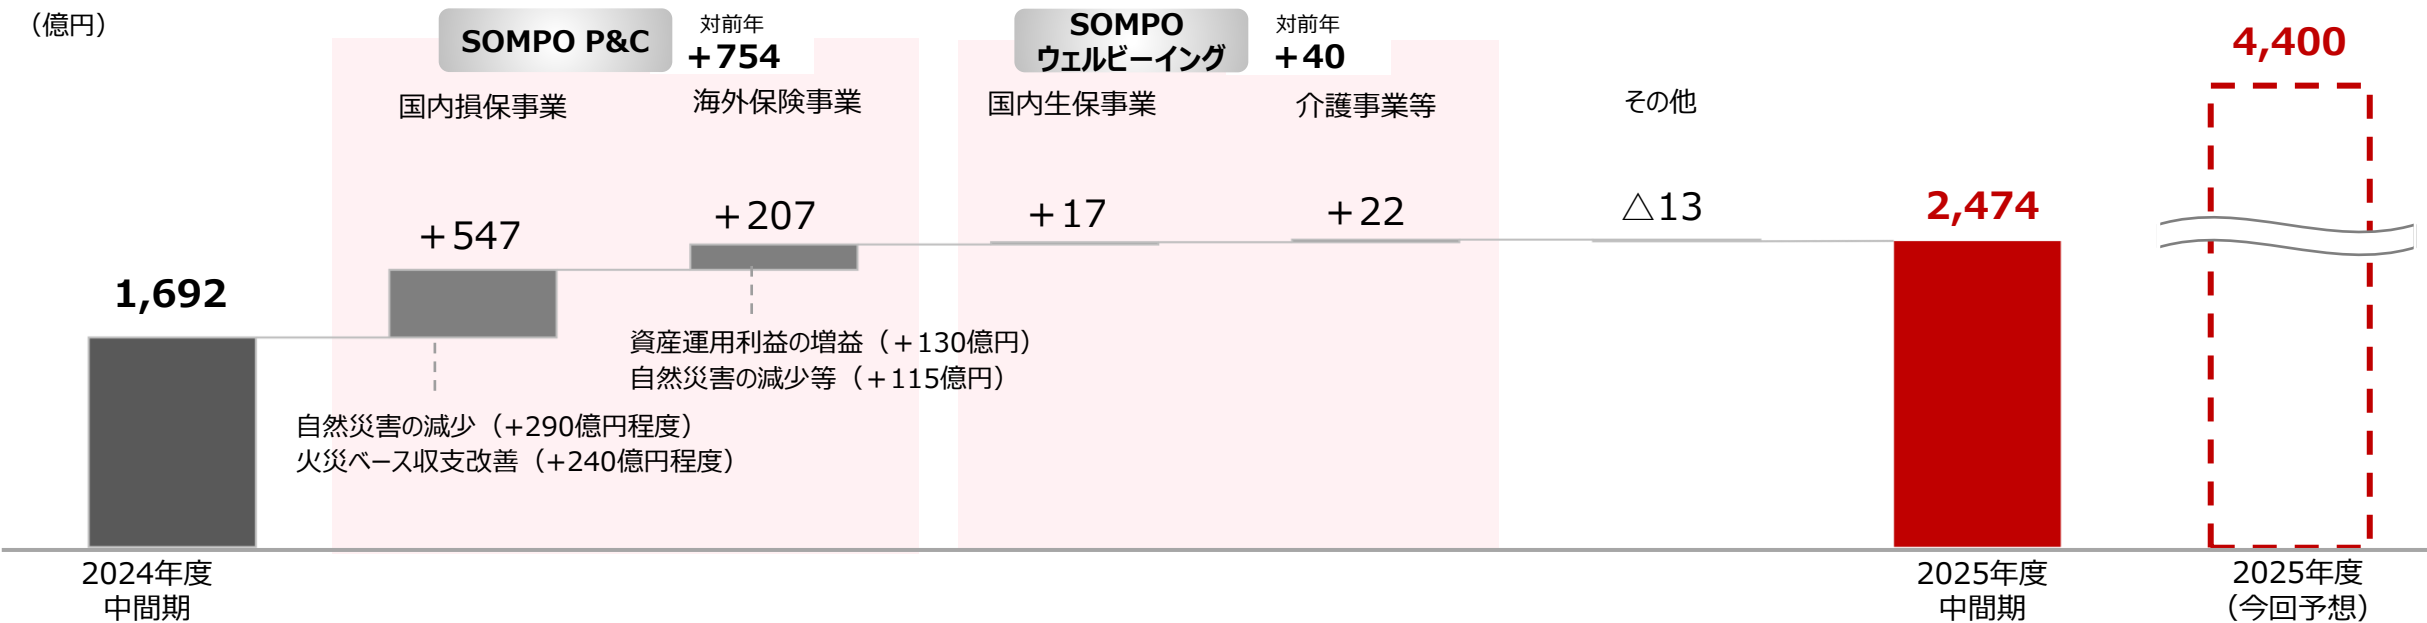 （億円）
SOMPO P&C
対前年
+754
SOMPO
ウェルビーイング
対前年
+40
4,400
国内損保事業
海外保険事業
国内生保事業
介護事業等
その他
1,692
+547
+207
+17
+22
△13
2,474
資産運用利益の増益（+130億円）
自然災害の減少等（+115億円）
自然災害の減少（+290億円程度）
火災ベース収支改善（+240億円程度）
2024年度
中間期
2025年度
中間期
2025年度
（今回予想）